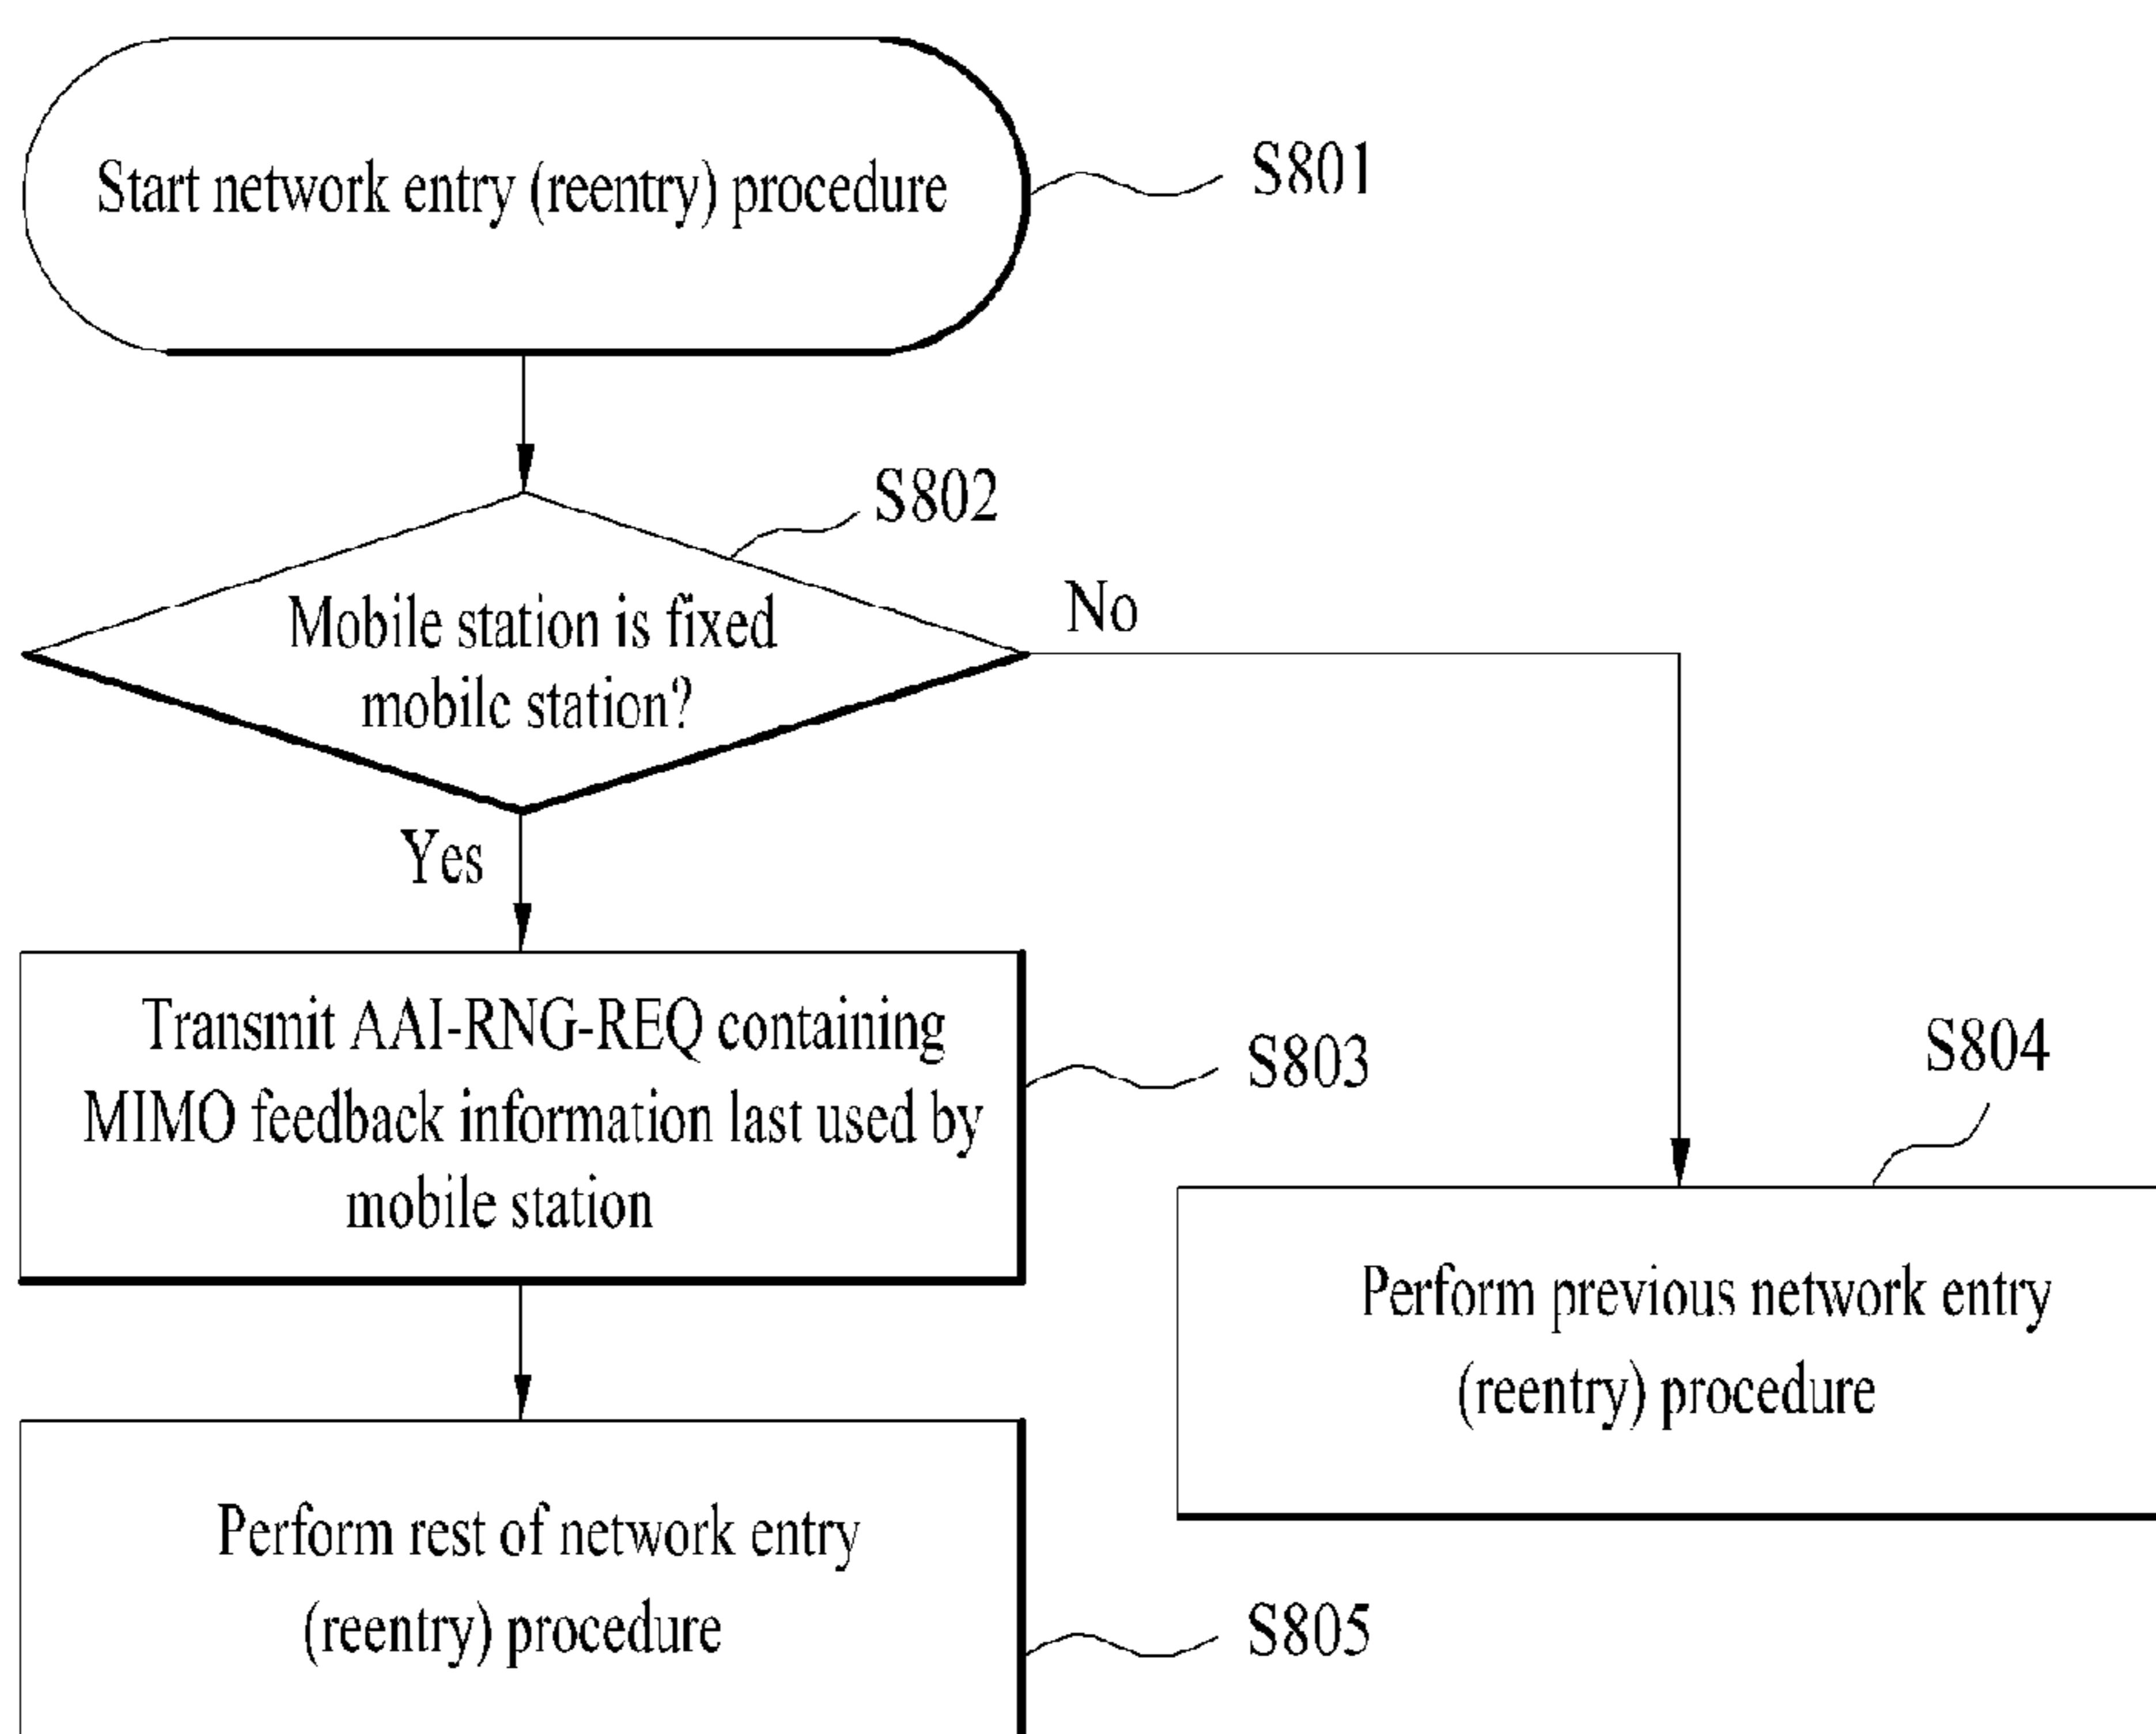 Start network entry (reentry) procedure
S801
S802
Mobile station is fixed
mobile station?
No
Yes
Transmit AAI-RNG-REQ containing
MIMO feedback information last used by
mobile station
S803
S804
Perform previous network entry
(reentry) procedure
Perform rest of network entry
(reentry) procedure
S805